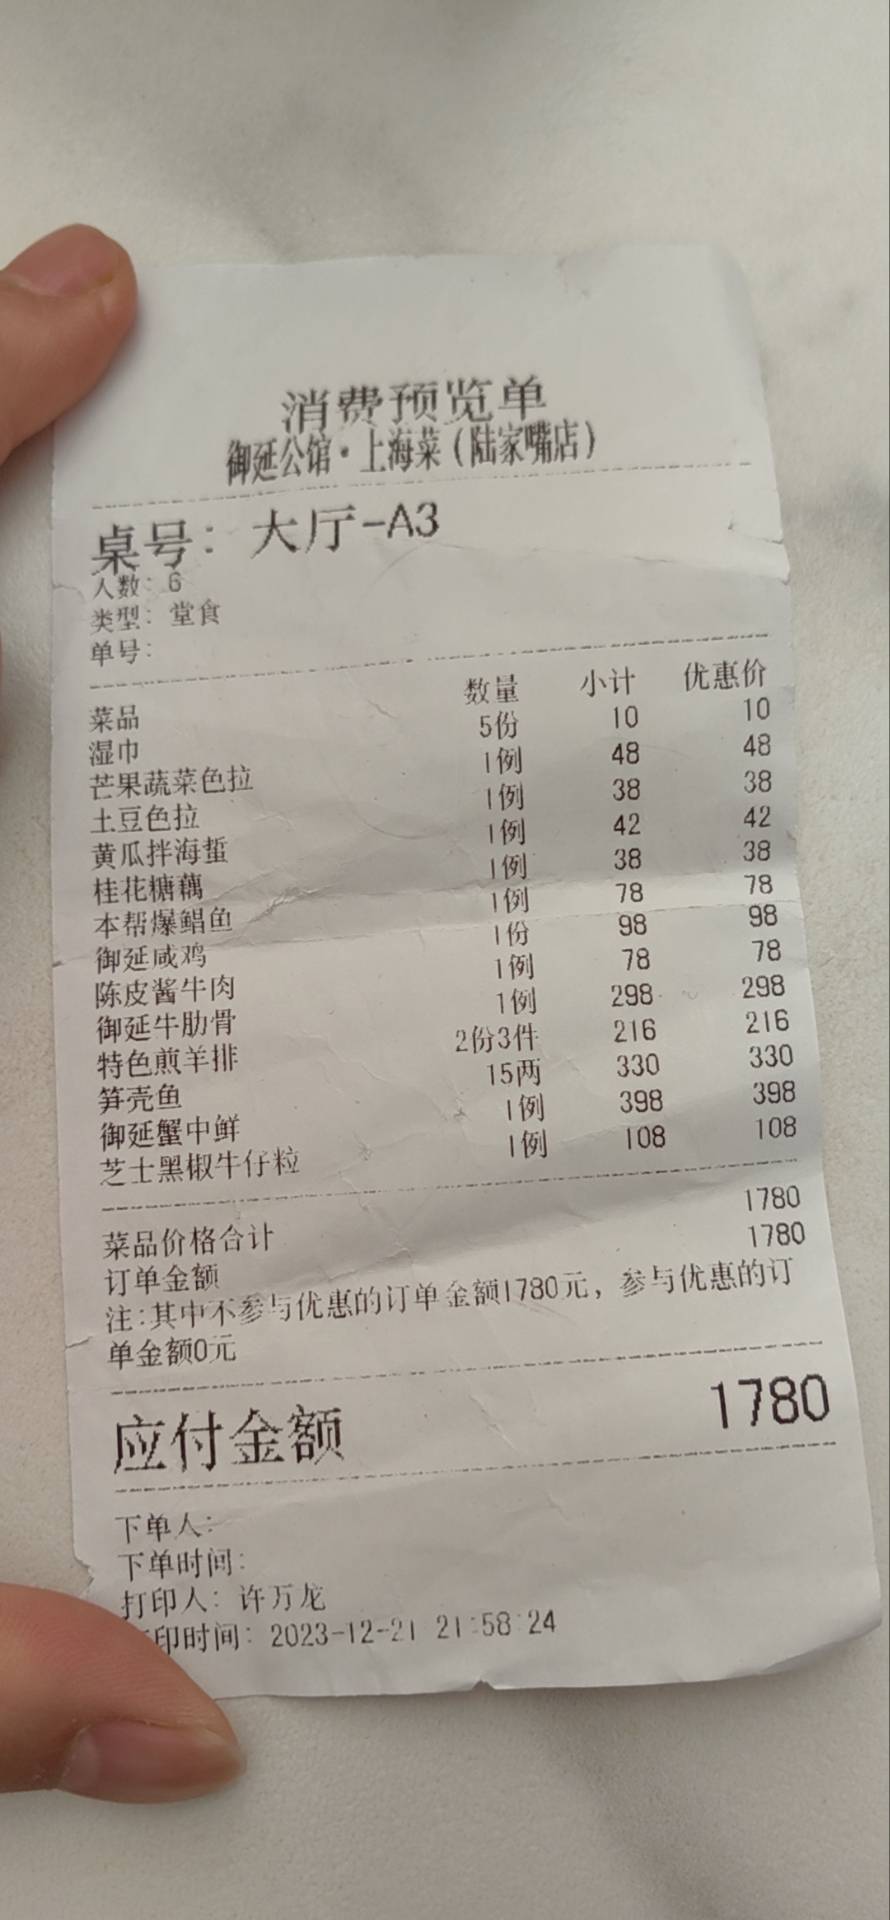 消费预览单
御延公馆·上海菜(陆家嘴店)
桌号: 大厅-A3
人数: 6
类型: 堂食
单号:
菜品 数量 小计 优惠价
湿巾 5份 10 10
芒果蔬菜色拉 1例 48 48
土豆色拉 1例 38 38
黄瓜拌海蜇 1例 42 42
桂花糖藕 1例 38 38
本帮爆鲳鱼 1例 78 78
御延咸鸡 1份 98 98
陈皮酱牛肉 1例 78 78
御延牛肋骨 1例 298 298
特色煎羊排 2份3件 216 216
笋壳鱼 15两 330 330
御延蟹中鲜 1例 398 398
芝士黑椒牛仔粒 1例 108 108
菜品价格合计 1780
订单金额 1780
注:其中不参与优惠的订单金额1780元, 参与优惠的订
单金额0元
应付金额 1780
下单人:
下单时间:
打印人: 许万龙
印时间: 2023-12-21 21:58:24